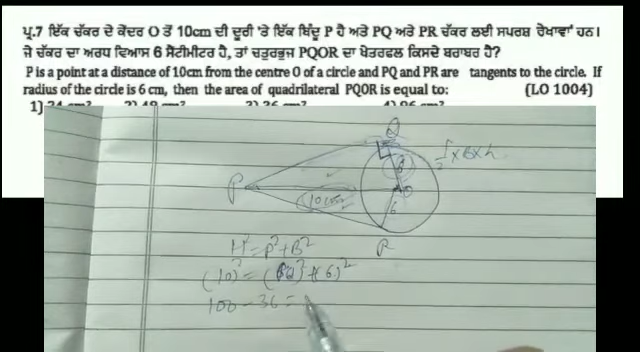 ਪ੍ਰ.7 ਇੱਕ ਚੱਕਰ ਦੇ ਕੇਂਦਰ O ਤੋਂ 10cm ਦੀ ਦੂਰੀ 'ਤੇ ਇੱਕ ਬਿੰਦੂ P ਹੈ ਅਤੇ PQ ਅਤੇ PR ਚੱਕਰ ਲਈ ਸਪਰਸ਼ ਰੇਖਾਵਾਂ ਹਨ।
ਜੇ ਚੱਕਰ ਦਾ ਅਰਧ ਵਿਆਸ 6 ਸੈਂਟੀਮੀਟਰ ਹੈ, ਤਾਂ ਚਤੁਰਭੁਜ PQOR ਦਾ ਖੇਤਰਫਲ ਕਿਸਦੇ ਬਰਾਬਰ ਹੈ?
P is a point at a distance of 10cm from the centre O of a circle and PQ and PR are tangents to the circle. If
radius of the circle is 6 cm, then the area of quadrilateral PQOR is equal to: (LO 1004)
1)
Q
1/2 × B × h
6
P
10cm
O
6
R
H² = P² + B²
(10)² = ( )² + (6)²
100 - 36 =